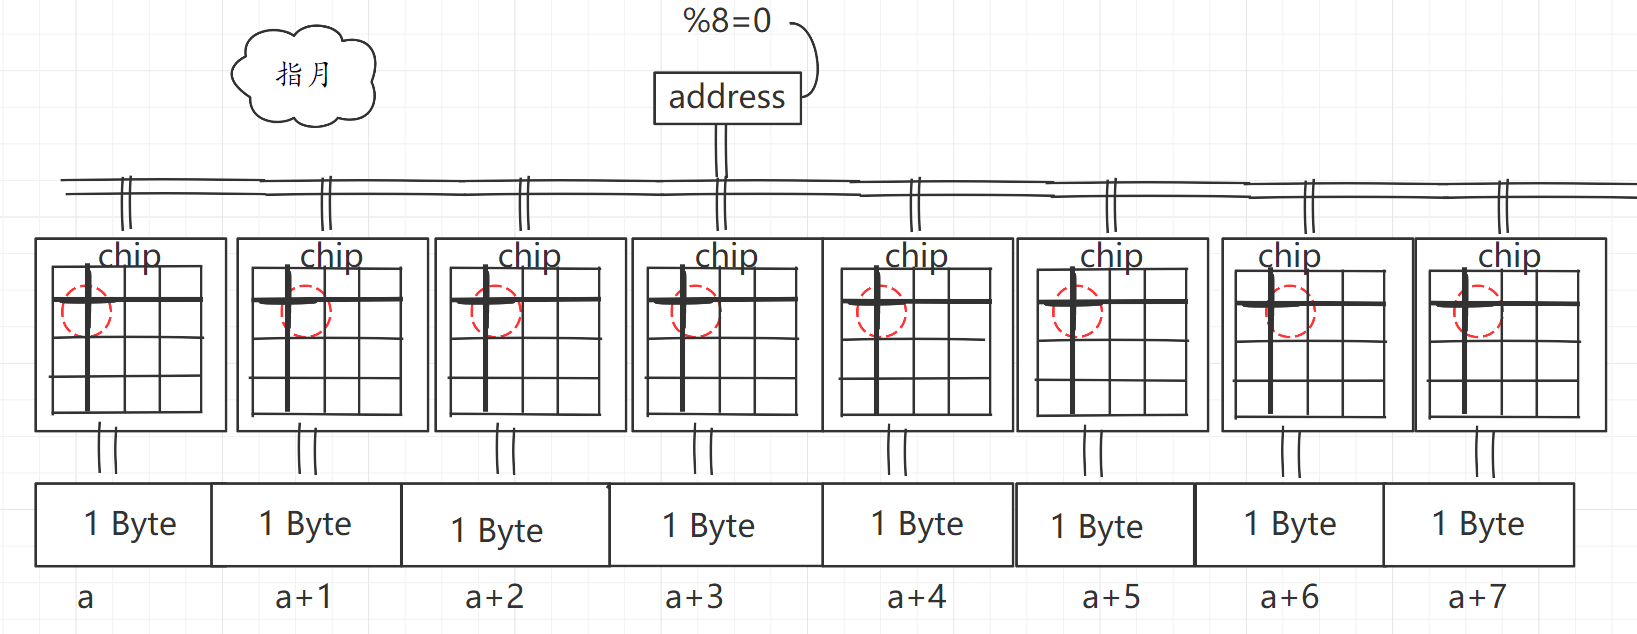 %8=0
指月
address
chip chip chip chip chip chip chip chip
1 Byte 1 Byte 1 Byte 1 Byte 1 Byte 1 Byte 1 Byte 1 Byte
a a+1 a+2 a+3 a+4 a+5 a+6 a+7